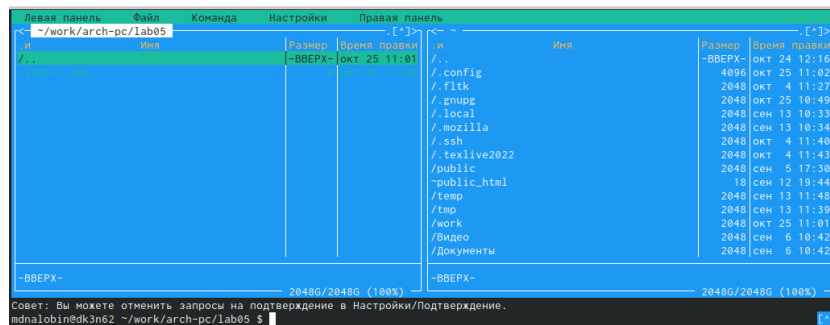 Левая панель Файл Команда Настройки Правая панель
<- ~/work/arch-pc/lab05 .[^]> <- ~ .[^]>
.и Имя Размер Время правки .и Имя Размер Время правки
/.. -ВВЕРХ- окт 25 11:01 /.. -ВВЕРХ- окт 24 12:16
/.config 4096 окт 25 11:02
/.fltk 2048 окт 4 11:27
/.gnupg 2048 окт 25 10:49
/.local 2048 сен 13 10:33
/.mozilla 2048 сен 13 10:34
/.ssh 2048 окт 4 11:40
/.texlive2022 2048 окт 4 11:43
/public 2048 сен 5 17:30
~public_html 18 сен 12 19:44
/temp 2048 сен 13 11:48
/tmp 2048 сен 13 11:39
/work 2048 окт 25 11:01
/Видео 2048 сен 6 10:42
/Документы 2048 сен 6 10:42
-ВВЕРХ- -ВВЕРХ-
2048G/2048G (100%) 2048G/2048G (100%)
Совет: Вы можете отменить запросы на подтверждение в Настройки/Подтверждение.
mdnalobin@dk3n62 ~/work/arch-pc/lab05 $ [^